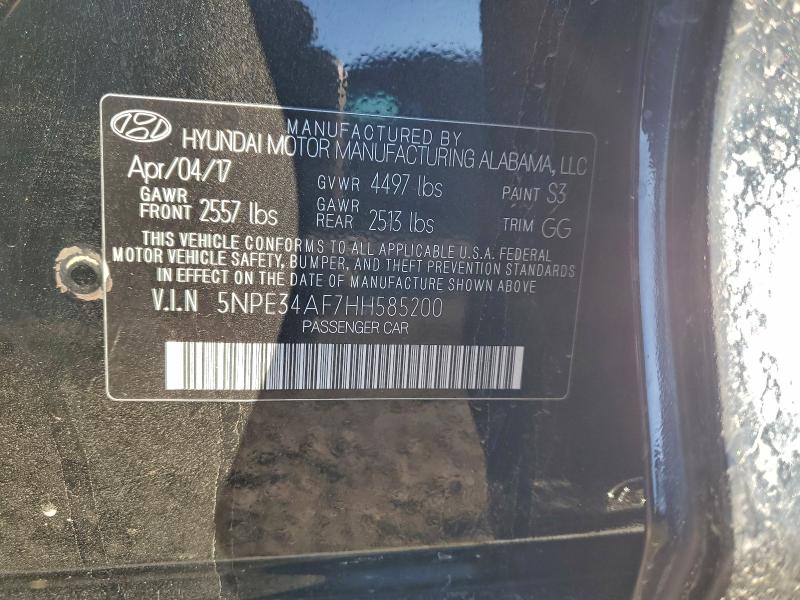 MANUFACTURED BY
HYUNDAI MOTOR MANUFACTURING ALABAMA, LLC
Apr/04/17 GVWR 4497 lbs PAINT S3
GAWR FRONT 2557 lbs GAWR REAR 2513 lbs TRIM GG
THIS VEHICLE CONFORMS TO ALL APPLICABLE U.S.A. FEDERAL
MOTOR VEHICLE SAFETY, BUMPER, AND THEFT PREVENTION STANDARDS
IN EFFECT ON THE DATE OF MANUFACTURE SHOWN ABOVE
V.I.N 5NPE34AF7HH585200
PASSENGER CAR